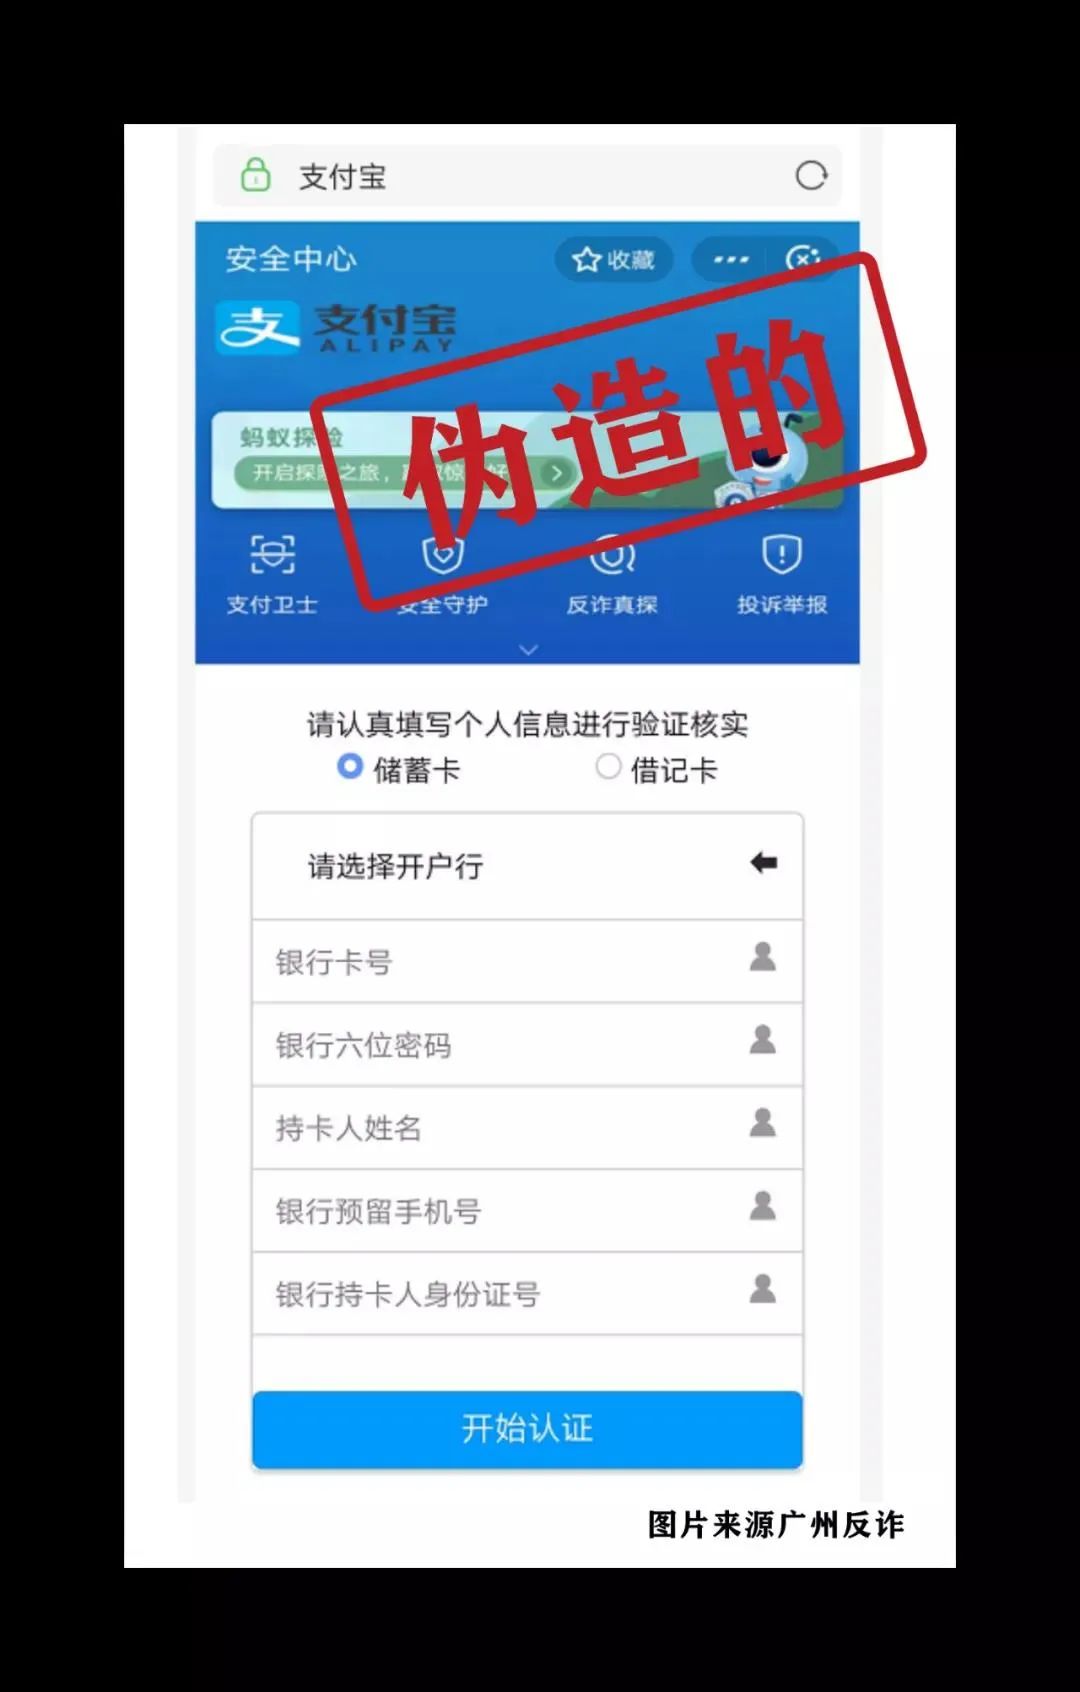 支付宝
安全中心
收藏
支
支付宝
ALIPAY
伪造的
蚂蚁探险
开启探险之旅，
支付卫士
安全守护
反诈真探
投诉举报
请认真填写个人信息进行验证核实
储蓄卡
借记卡
请选择开户行
银行卡号
银行六位密码
持卡人姓名
银行预留手机号
银行持卡人身份证号
开始认证
图片来源广州反诈